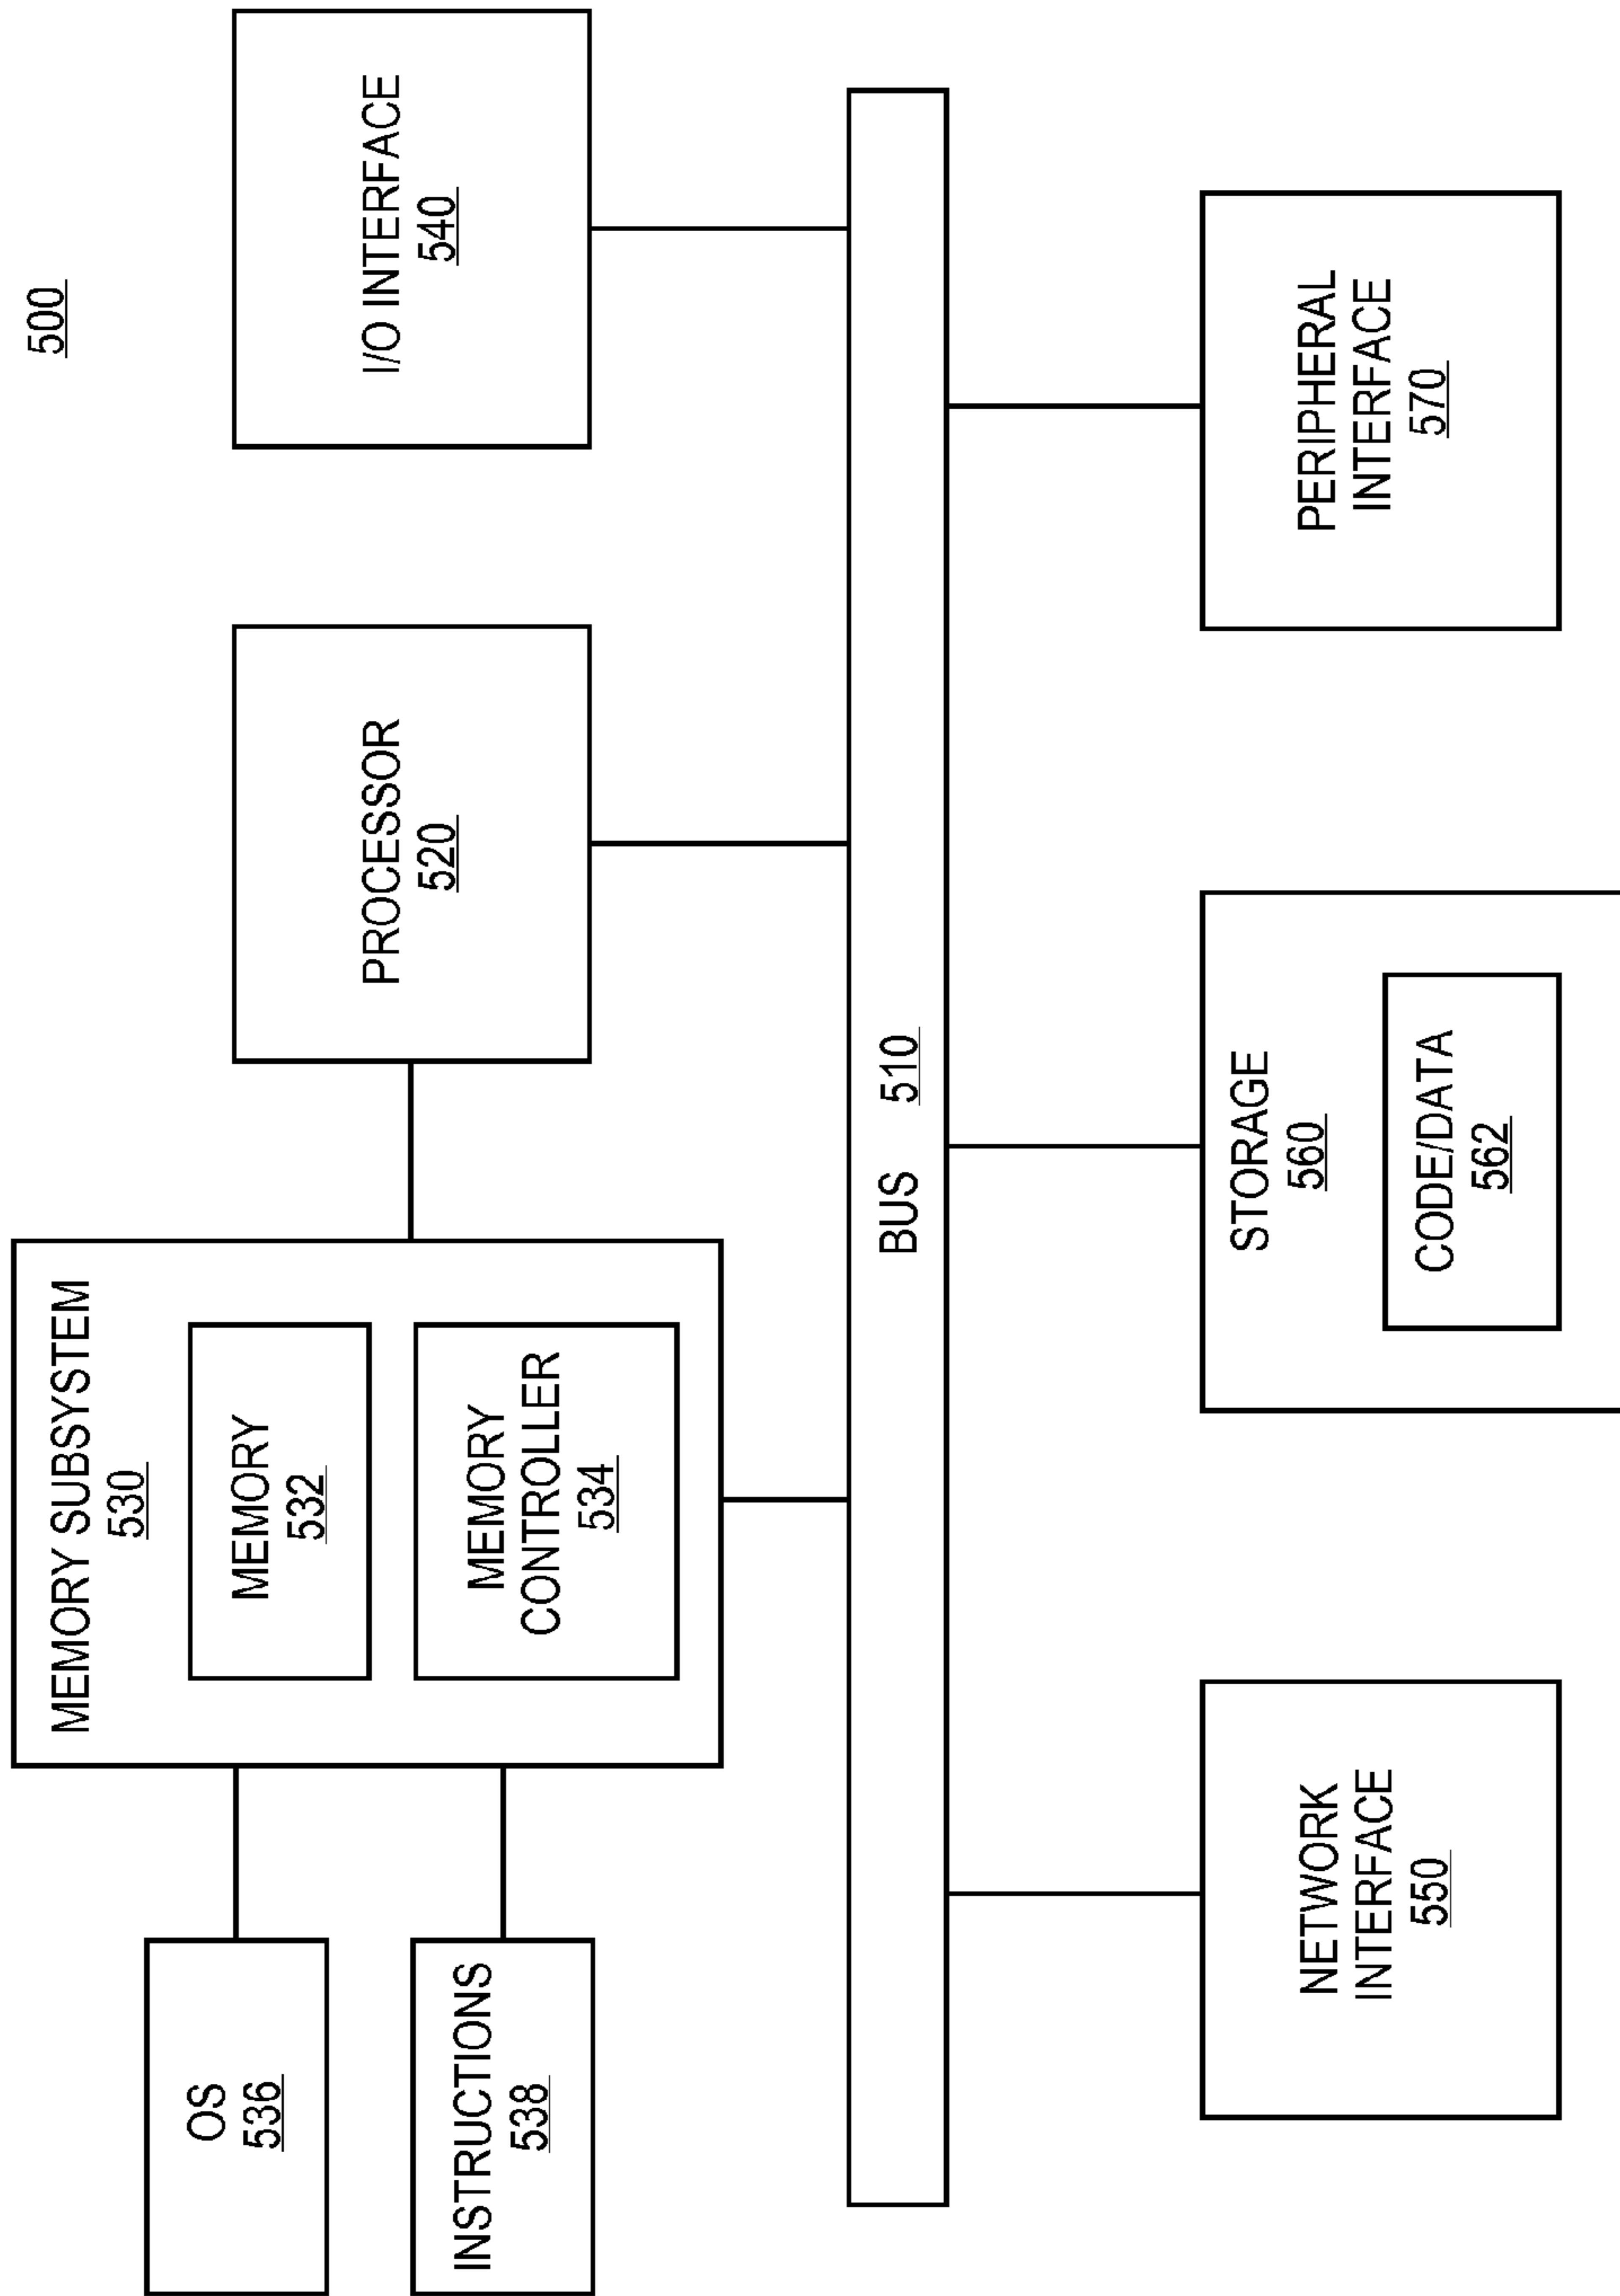 500
OS
536
INSTRUCTIONS
538
MEMORY SUBSYSTEM
530
MEMORY
532
MEMORY
CONTROLLER
534
PROCESSOR
520
I/O INTERFACE
540
BUS 510
NETWORK
INTERFACE
550
STORAGE
560
CODE/DATA
562
PERIPHERAL
INTERFACE
570